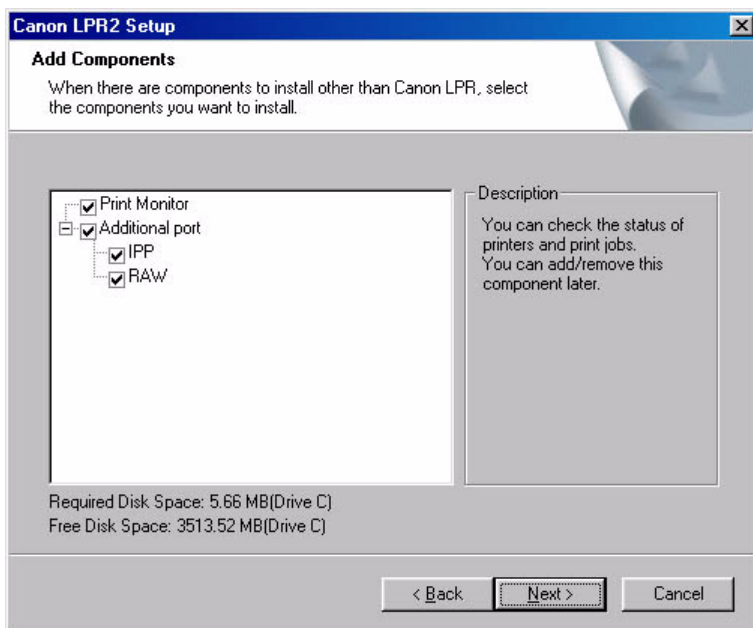 Canon LPR2 Setup
Add Components
When there are components to install other than Canon LPR, select
the components you want to install.
Print Monitor
Additional port
IPP
RAW
Description
You can check the status of
printers and print jobs.
You can add/remove this
component later.
Required Disk Space: 5.66 MB(Drive C)
Free Disk Space: 3513.52 MB(Drive C)
< Back
Next >
Cancel